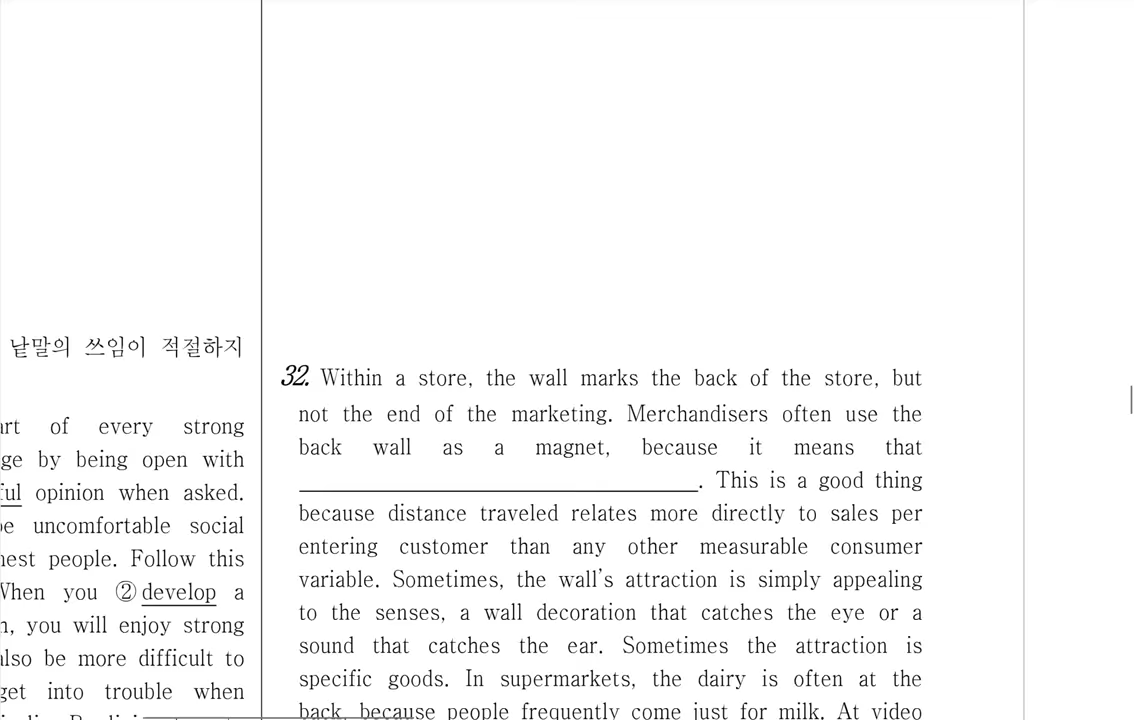 낱말의 쓰임이 적절하지
of every strong
by being open with
opinion when asked.
uncomfortable social
people. Follow this
When you ② develop a
you will enjoy strong
be more difficult to
into trouble when
32. Within a store, the wall marks the back of the store, but
not the end of the marketing. Merchandisers often use the
back wall as a magnet, because it means that
. This is a good thing
because distance traveled relates more directly to sales per
entering customer than any other measurable consumer
variable. Sometimes, the wall's attraction is simply appealing
to the senses, a wall decoration that catches the eye or a
sound that catches the ear. Sometimes the attraction is
specific goods. In supermarkets, the dairy is often at the
back, because people frequently come just for milk. At video